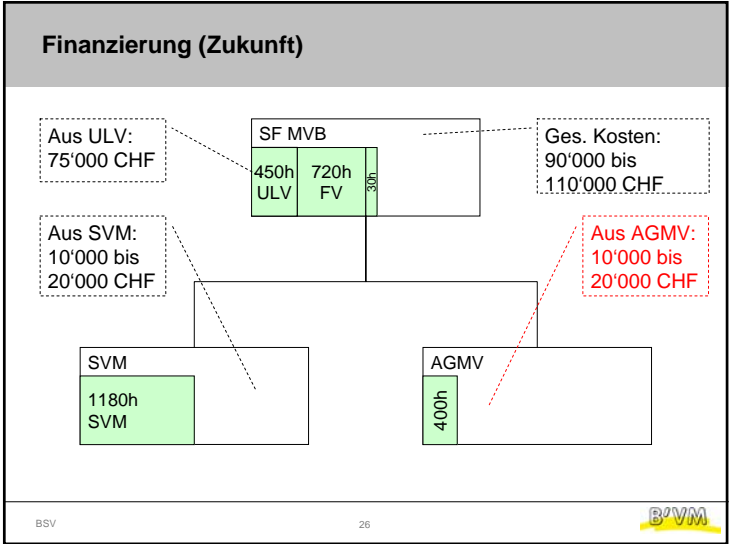 Finanzierung (Zukunft)
Aus ULV:
75‘000 CHF
SF MVB
450h
ULV
720h
FV
30h
Ges. Kosten:
90‘000 bis
110‘000 CHF
Aus SVM:
10‘000 bis
20‘000 CHF
Aus AGMV:
10‘000 bis
20‘000 CHF
SVM
1180h
SVM
AGMV
400h
BSV
26
B'VM